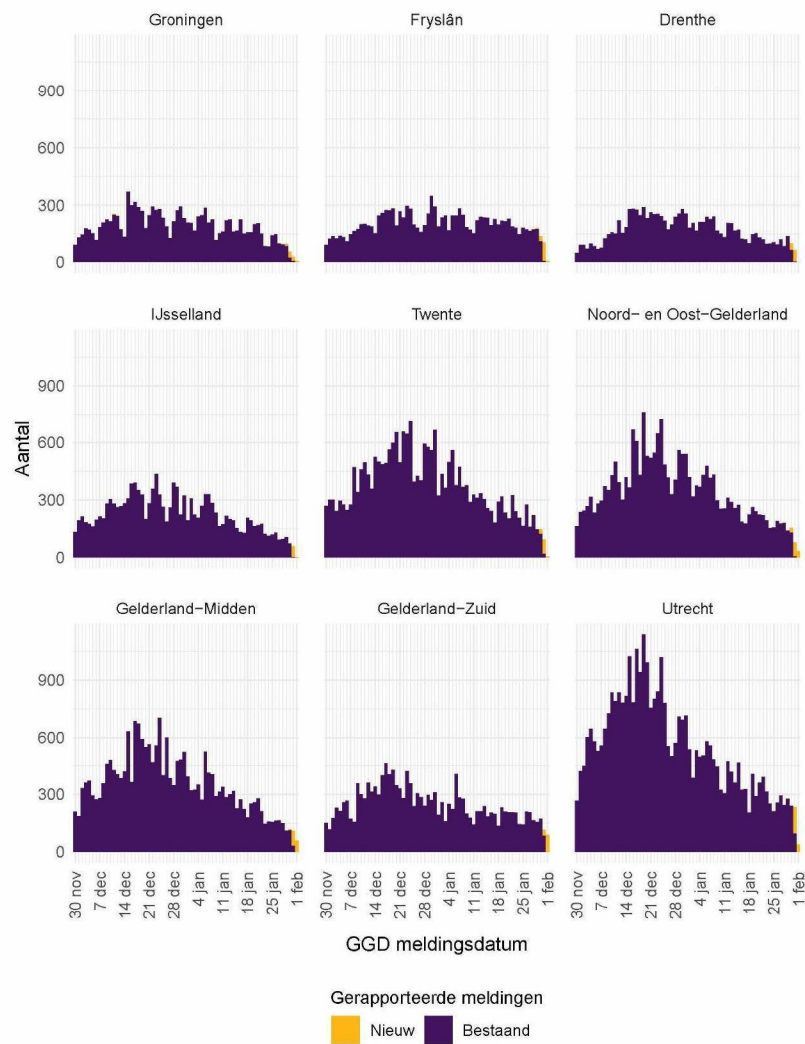 Groningen
Fryslân
Drenthe
900
600
300
0
IJsselland
Twente
Noord- en Oost-Gelderland
900
600
300
0
Aantal
Gelderland-Midden
Gelderland-Zuid
Utrecht
900
600
300
0
30 nov
7 dec
14 dec
21 dec
28 dec
4 jan
11 jan
18 jan
25 jan
1 feb
30 nov
7 dec
14 dec
21 dec
28 dec
4 jan
11 jan
18 jan
25 jan
1 feb
30 nov
7 dec
14 dec
21 dec
28 dec
4 jan
11 jan
18 jan
25 jan
1 feb
GGD meldingsdatum
Gerapporteerde meldingen
Nieuw
Bestaand